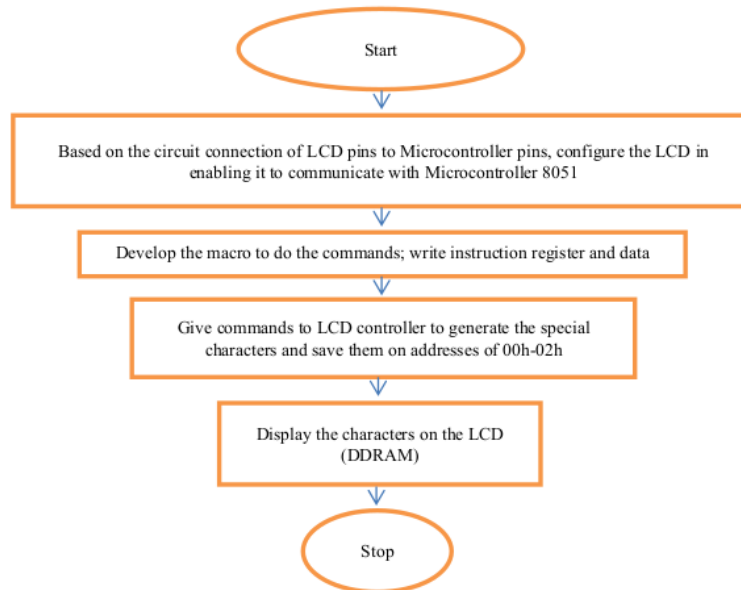 Start
Based on the circuit connection of LCD pins to Microcontroller pins, configure the LCD in
enabling it to communicate with Microcontroller 8051
Develop the macro to do the commands; write instruction register and data
Give commands to LCD controller to generate the special
characters and save them on addresses of 00h-02h
Display the characters on the LCD
(DDRAM)
Stop